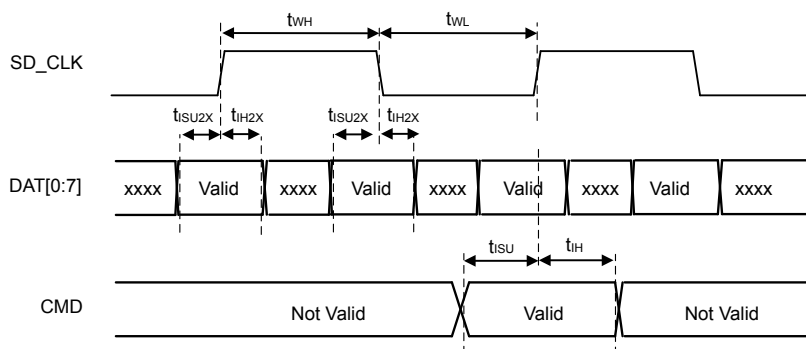 tWH tWL
SD_CLK
tISU2X tIH2X tISU2X tIH2X
DAT[0:7] xxxx Valid xxxx Valid xxxx Valid xxxx Valid xxxx
tISU tIH
CMD Not Valid Valid Not Valid